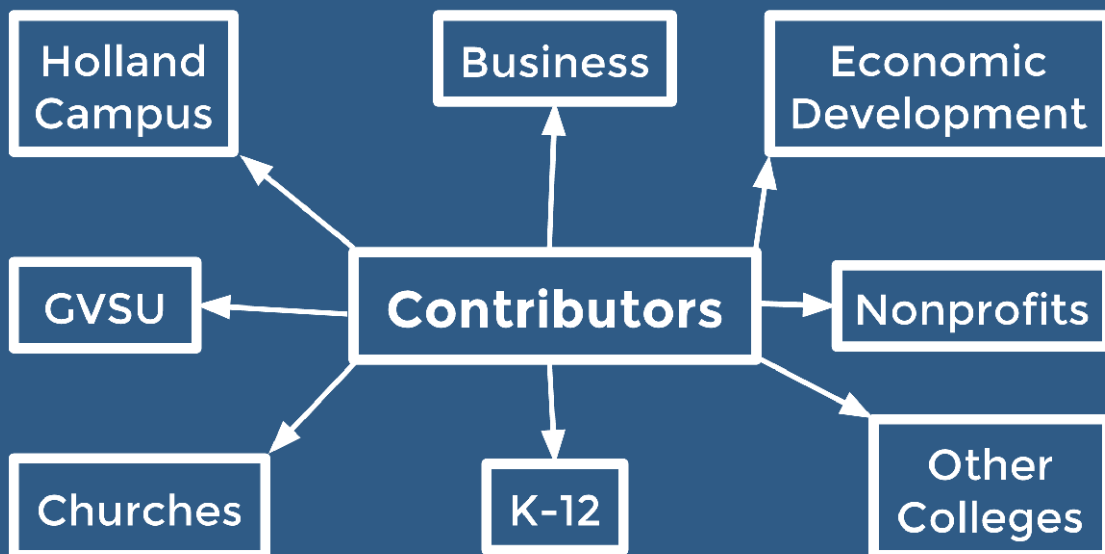 Holland
Campus
Business
Economic
Development
GVSU
Contributors
Nonprofits
Churches
K-12
Other
Colleges